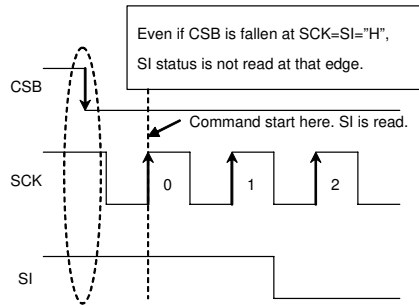 Even if CSB is fallen at SCK=SI=”H”,
SI status is not read at that edge.
CSB
Command start here. SI is read.
SCK
0
1
2
SI